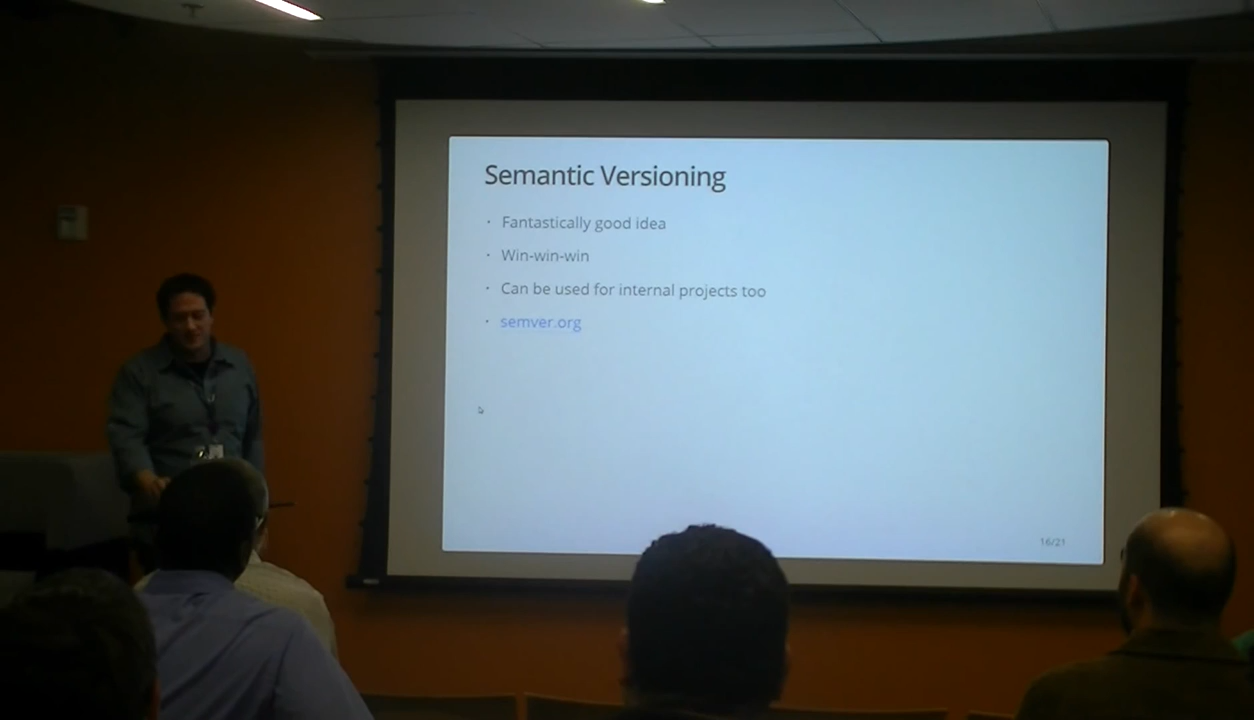 Semantic Versioning
· Fantastically good idea
· Win-win-win
· Can be used for internal projects too
· semver.org
16/21